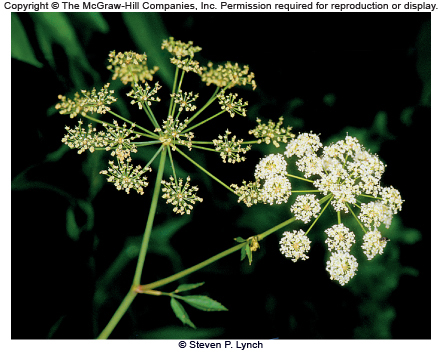 Copyright © The McGraw-Hill Companies, Inc. Permission required for reproduction or display.
© Steven P. Lynch